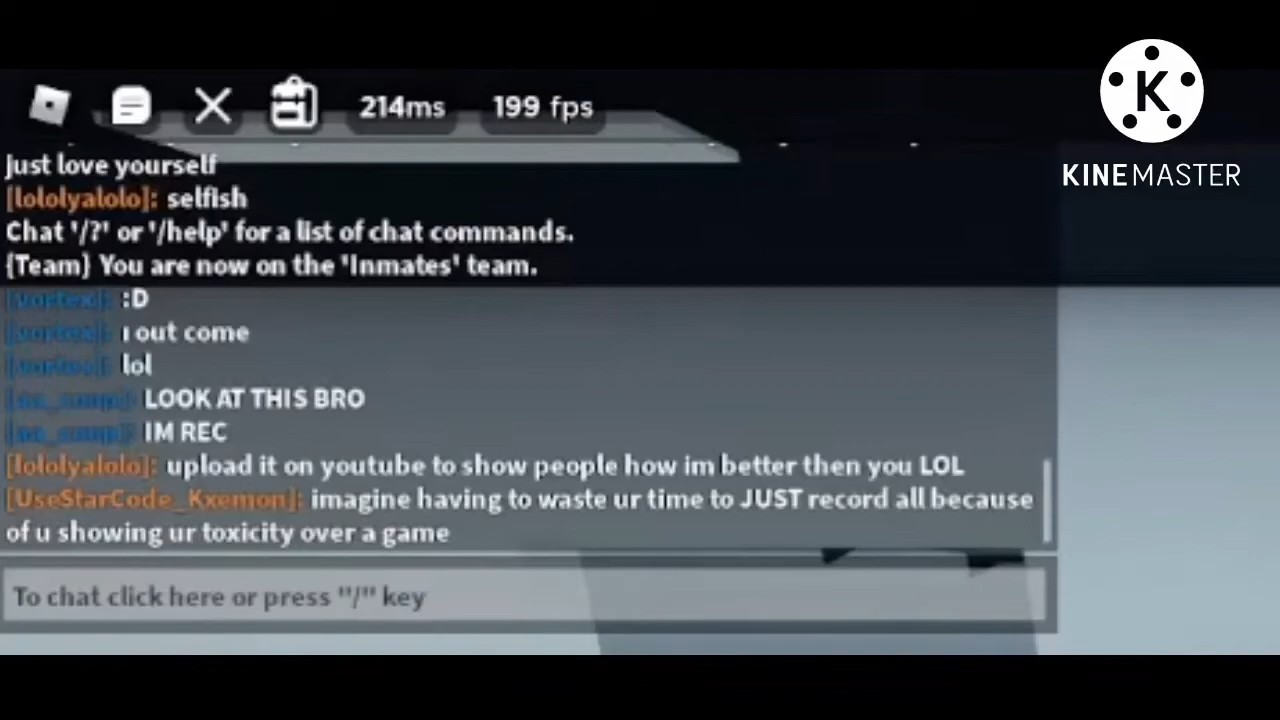 214ms 199 fps
KINEMASTER
Just love yourself
[lololyalolo]: selfish
Chat '/?' or '/help' for a list of chat commands.
{Team} You are now on the 'Inmates' team.
[vortex]: :D
[vortex]: i out come
[vortex]: lol
LOOK AT THIS BRO
IM REC
[lololyalolo]: upload it on youtube to show people how im better then you LOL
[UseStarCode_Kxemon]: imagine having to waste ur time to JUST record all because
of u showing ur toxicity over a game
To chat click here or press "/" key